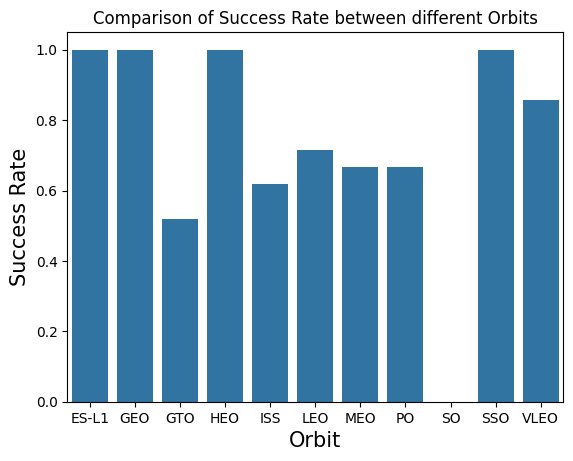 Comparison of Success Rate between different Orbits
Success Rate
1.0
0.8
0.6
0.4
0.2
0.0
ES-L1 GEO GTO HEO ISS LEO MEO PO SO SSO VLEO
Orbit